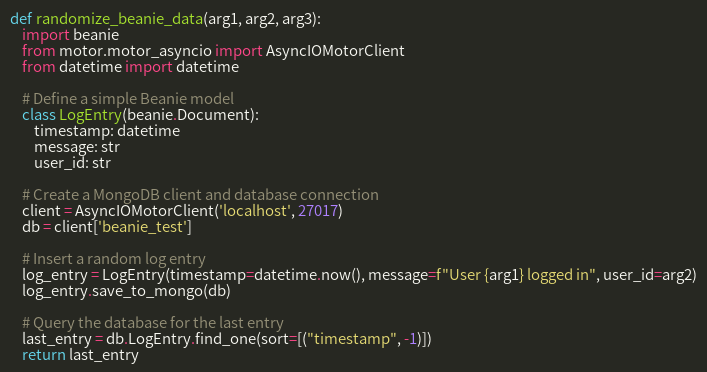 def randomize_beanie_data(arg1, arg2, arg3):
    import beanie
    from motor.motor_asyncio import AsyncIOMotorClient
    from datetime import datetime

    # Define a simple Beanie model
    class LogEntry(beanie.Document):
        timestamp: datetime
        message: str
        user_id: str

    # Create a MongoDB client and database connection
    client = AsyncIOMotorClient('localhost', 27017)
    db = client['beanie_test']

    # Insert a random log entry
    log_entry = LogEntry(timestamp=datetime.now(), message=f"User {arg1} logged in", user_id=arg2)
    log_entry.save_to_mongo(db)

    # Query the database for the last entry
    last_entry = db.LogEntry.find_one(sort=[("timestamp", -1)])
    return last_entry